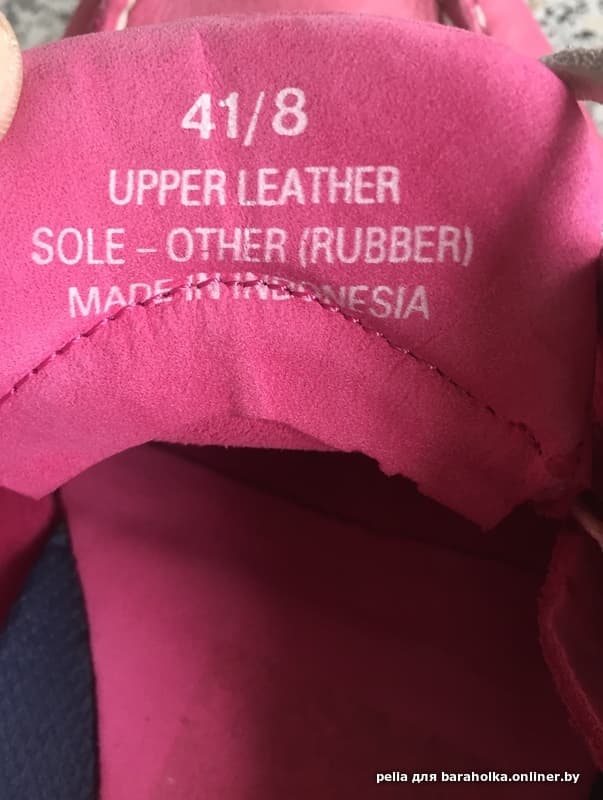 41/8
UPPER LEATHER
SOLE – OTHER (RUBBER)
MADE IN INDONESIA
pella для baraholka.onliner.by